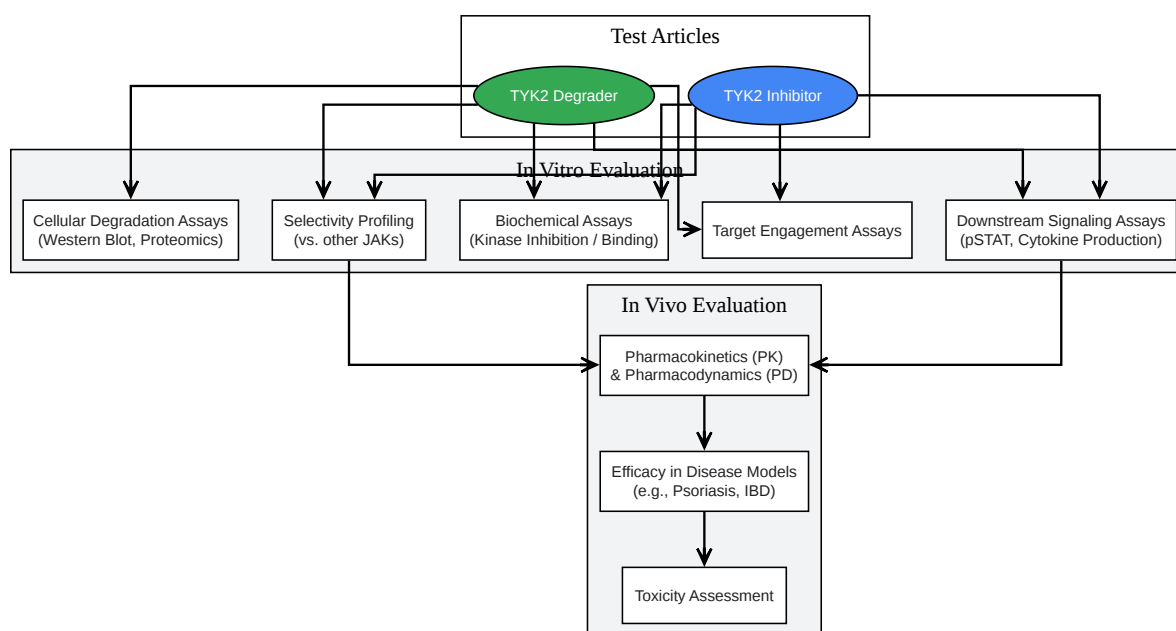 Test Articles
TYK2 Degrader
TYK2 Inhibitor
In Vitro Evaluation
Cellular Degradation Assays
(Western Blot, Proteomics)
Selectivity Profiling
(vs. other JAKs)
Biochemical Assays
(Kinase Inhibition / Binding)
Target Engagement Assays
Downstream Signaling Assays
(pSTAT, Cytokine Production)
In Vivo Evaluation
Pharmacokinetics (PK)
& Pharmacodynamics (PD)
Efficacy in Disease Models
(e.g., Psoriasis, IBD)
Toxicity Assessment